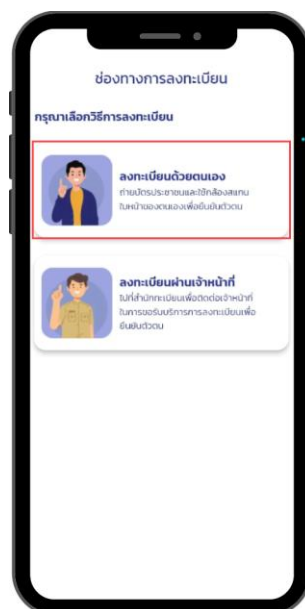 ช่องทางการลงทะเบียน
กรุณาเลือกวิธีการลงทะเบียน
ลงทะเบียนด้วยตนเอง
ถ่ายบัตรประชาชนและใช้กล้องสแกน
ใบหน้าของตนเองเพื่อยืนยันตัวตน
ลงทะเบียนผ่านเจ้าหน้าที่
ไปที่สำนักทะเบียนเพื่อติดต่อเจ้าหน้าที่
ในการขอรับบริการการลงทะเบียนเพื่อ
ยืนยันตัวตน